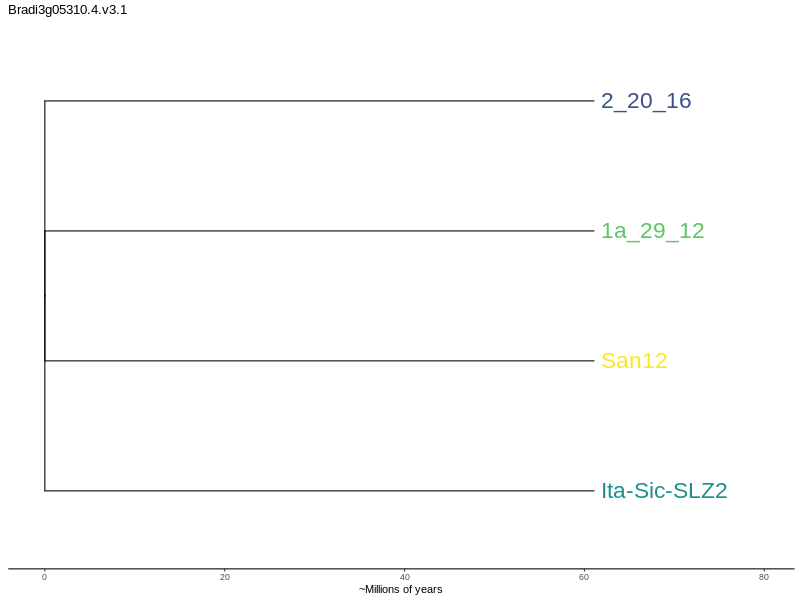 Bradi3g05310.4.v3.1
2_20_16
1a_29_12
San12
Ita-Sic-SLZ2
0 20 40 60 80
~Millions of years